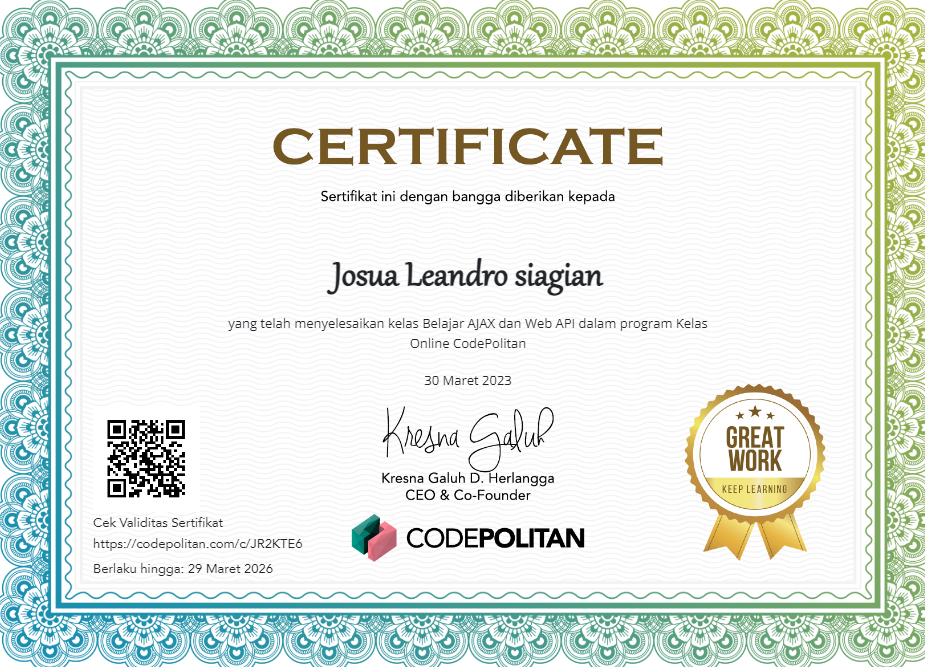 CERTIFICATE
Sertifikat ini dengan bangga diberikan kepada
Josua Leandro siagian
yang telah menyelesaikan kelas Belajar AJAX dan Web API dalam program Kelas
Online CodePolitan
30 Maret 2023
Kresna Galuh
Kresna Galuh D. Herlangga
CEO & Co-Founder
CODEPOLITAN
GREAT
WORK
KEEP LEARNING
Cek Validitas Sertifikat
https://codepolitan.com/c/JR2KTE6
Berlaku hingga: 29 Maret 2026